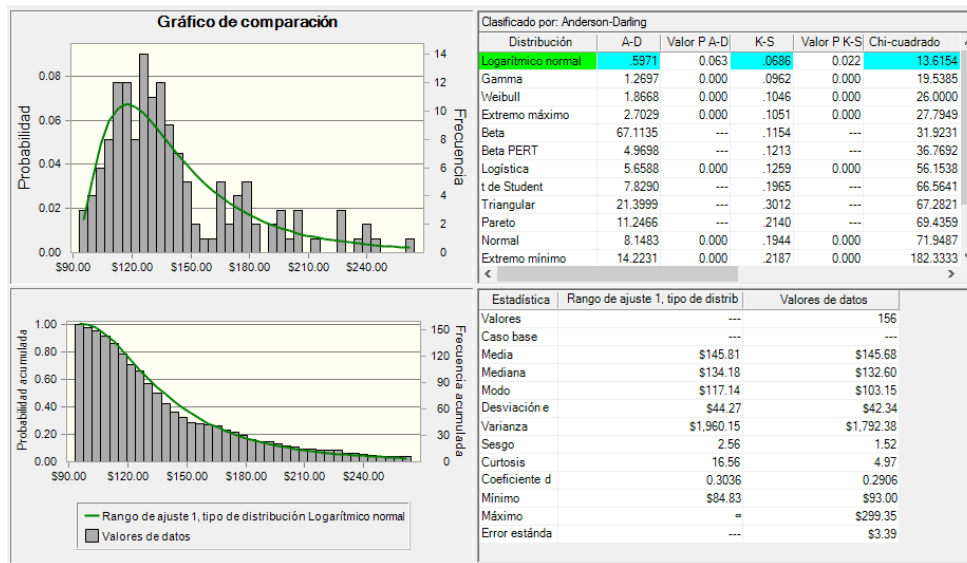 Gráfico de comparación
Probabilidad
0.08
0.06
0.04
0.02
0.00
14
12
10
8
6
4
2
0
Frecuencia
$90.00 $120.00 $150.00 $180.00 $210.00 $240.00
Clasificado por: Anderson-Darling
Distribución A-D Valor P A-D K-S Valor P K-S Chi-cuadrado
Logarítmico normal .5971 0.063 .0686 0.022 13.6154
Gamma 1.2697 0.000 .0962 0.000 19.5385
Weibull 1.8668 0.000 .1046 0.000 26.0000
Extremo máximo 2.7029 0.000 .1051 0.000 27.7949
Beta 67.1135 --- .1154 --- 31.9231
Beta PERT 4.9698 --- .1213 --- 36.7692
Logística 5.6588 0.000 .1259 0.000 56.1538
t de Student 7.8290 --- .1965 --- 66.5641
Triangular 21.3999 --- .3012 --- 67.2821
Pareto 11.2466 --- .2140 --- 69.4359
Normal 8.1483 0.000 .1944 0.000 71.9487
Extremo mínimo 14.2231 0.000 .2187 0.000 182.3333
Probabilidad acumulada
1.00
0.80
0.60
0.40
0.20
0.00
150
120
90
60
30
0
Frecuencia acumulada
$90.00 $120.00 $150.00 $180.00 $210.00 $240.00
Rango de ajuste 1, tipo de distribución Logarítmico normal
Valores de datos
Estadística Rango de ajuste 1, tipo de distrib Valores de datos
Valores --- 156
Caso base --- ---
Media $145.81 $145.68
Mediana $134.18 $132.60
Modo $117.14 $103.15
Desviación e $44.27 $42.34
Varianza $1,960.15 $1,792.38
Sesgo 2.56 1.52
Curtosis 16.56 4.97
Coeficiente d 0.3036 0.2906
Mínimo $84.83 $93.00
Máximo ∞ $299.35
Error estánda --- $3.39